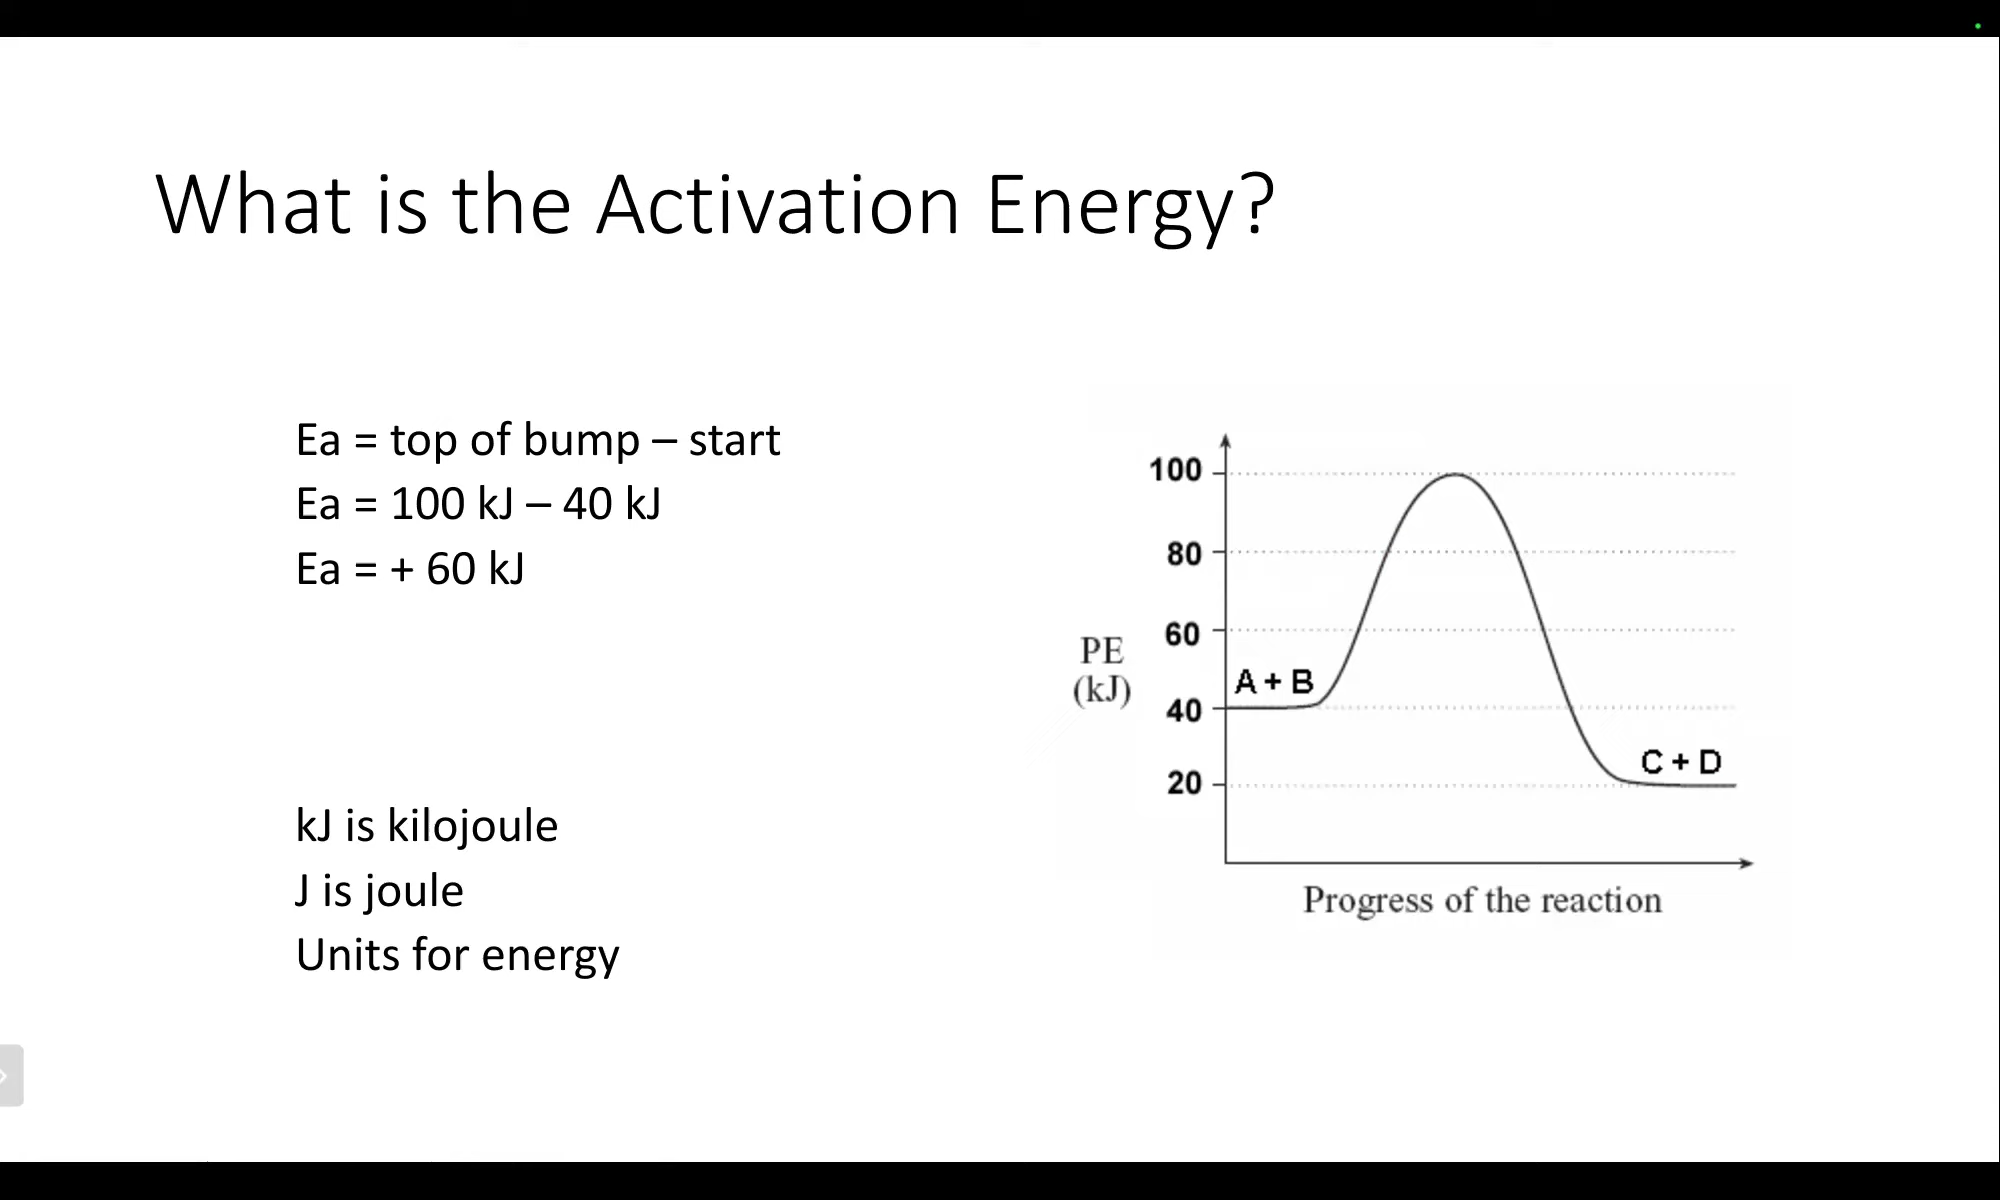 What is the Activation Energy?
Ea = top of bump – start
Ea = 100 kJ – 40 kJ
Ea = + 60 kJ
kJ is kilojoule
J is joule
Units for energy
100
80
60
40
20
PE
(kJ)
A + B
C + D
Progress of the reaction